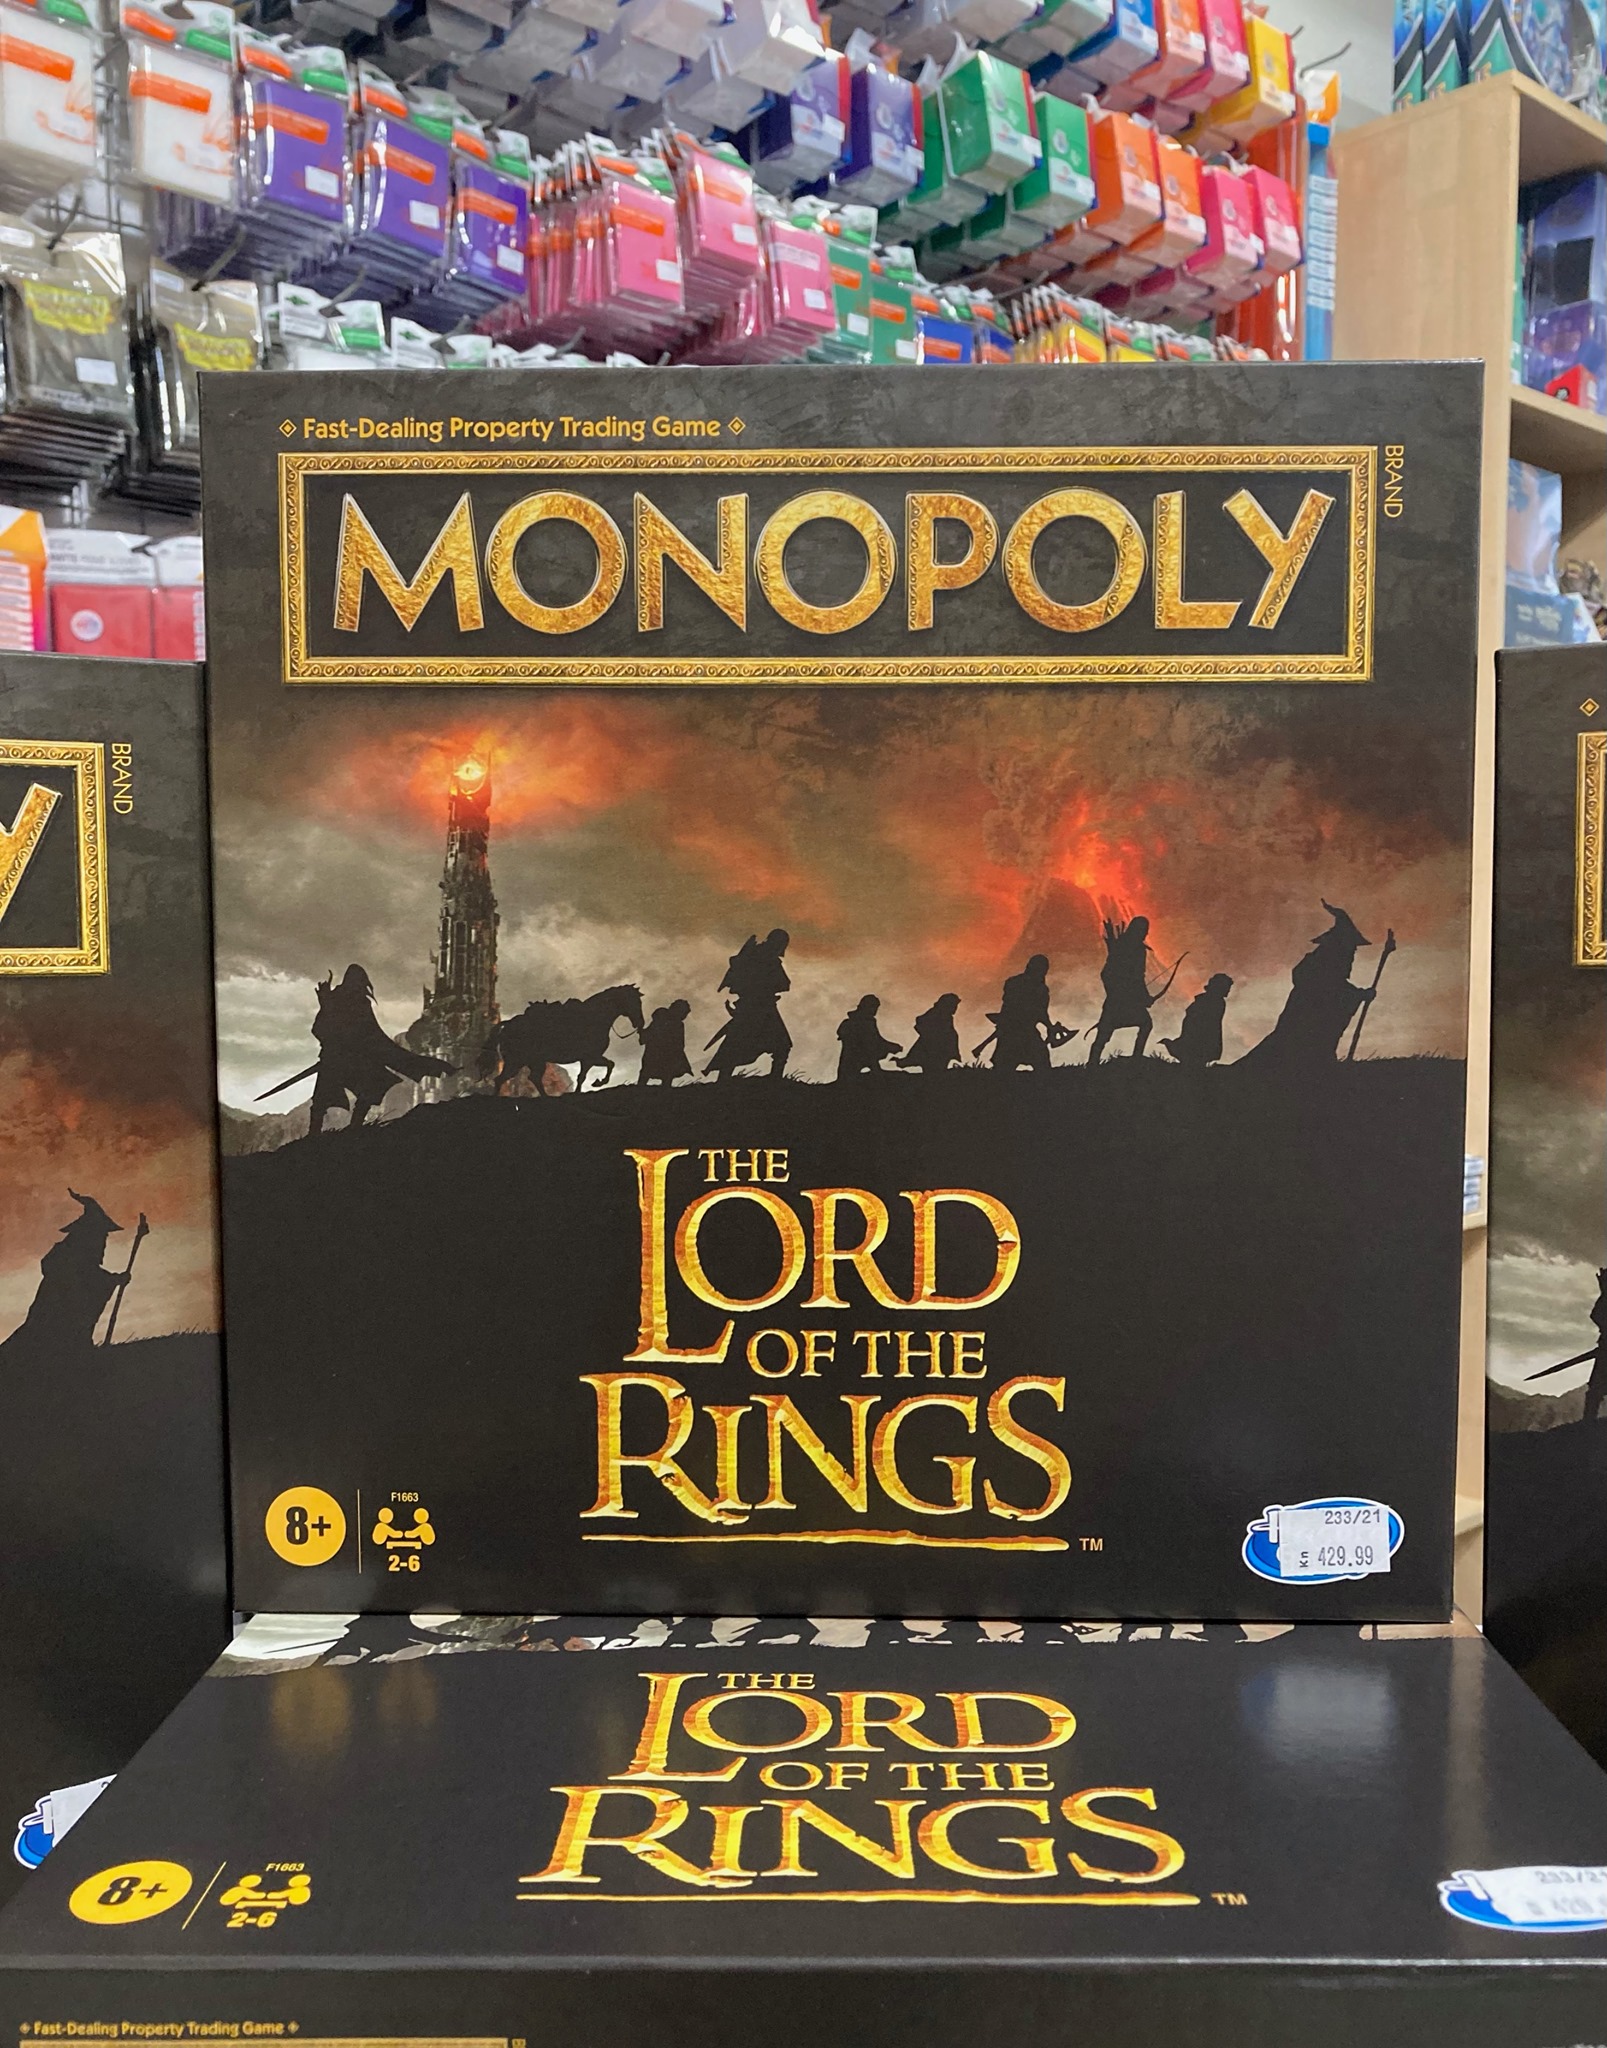 Fast-Dealing Property Trading Game
MONOPOLY
BRAND
BRAND
THE
LORD
OF THE
RINGS
TM
8+
F1663
2-6
233/21
Kn 429.99
THE
LORD
OF THE
RINGS
TM
8+
F1663
2-6
Fast-Dealing Property Trading Game